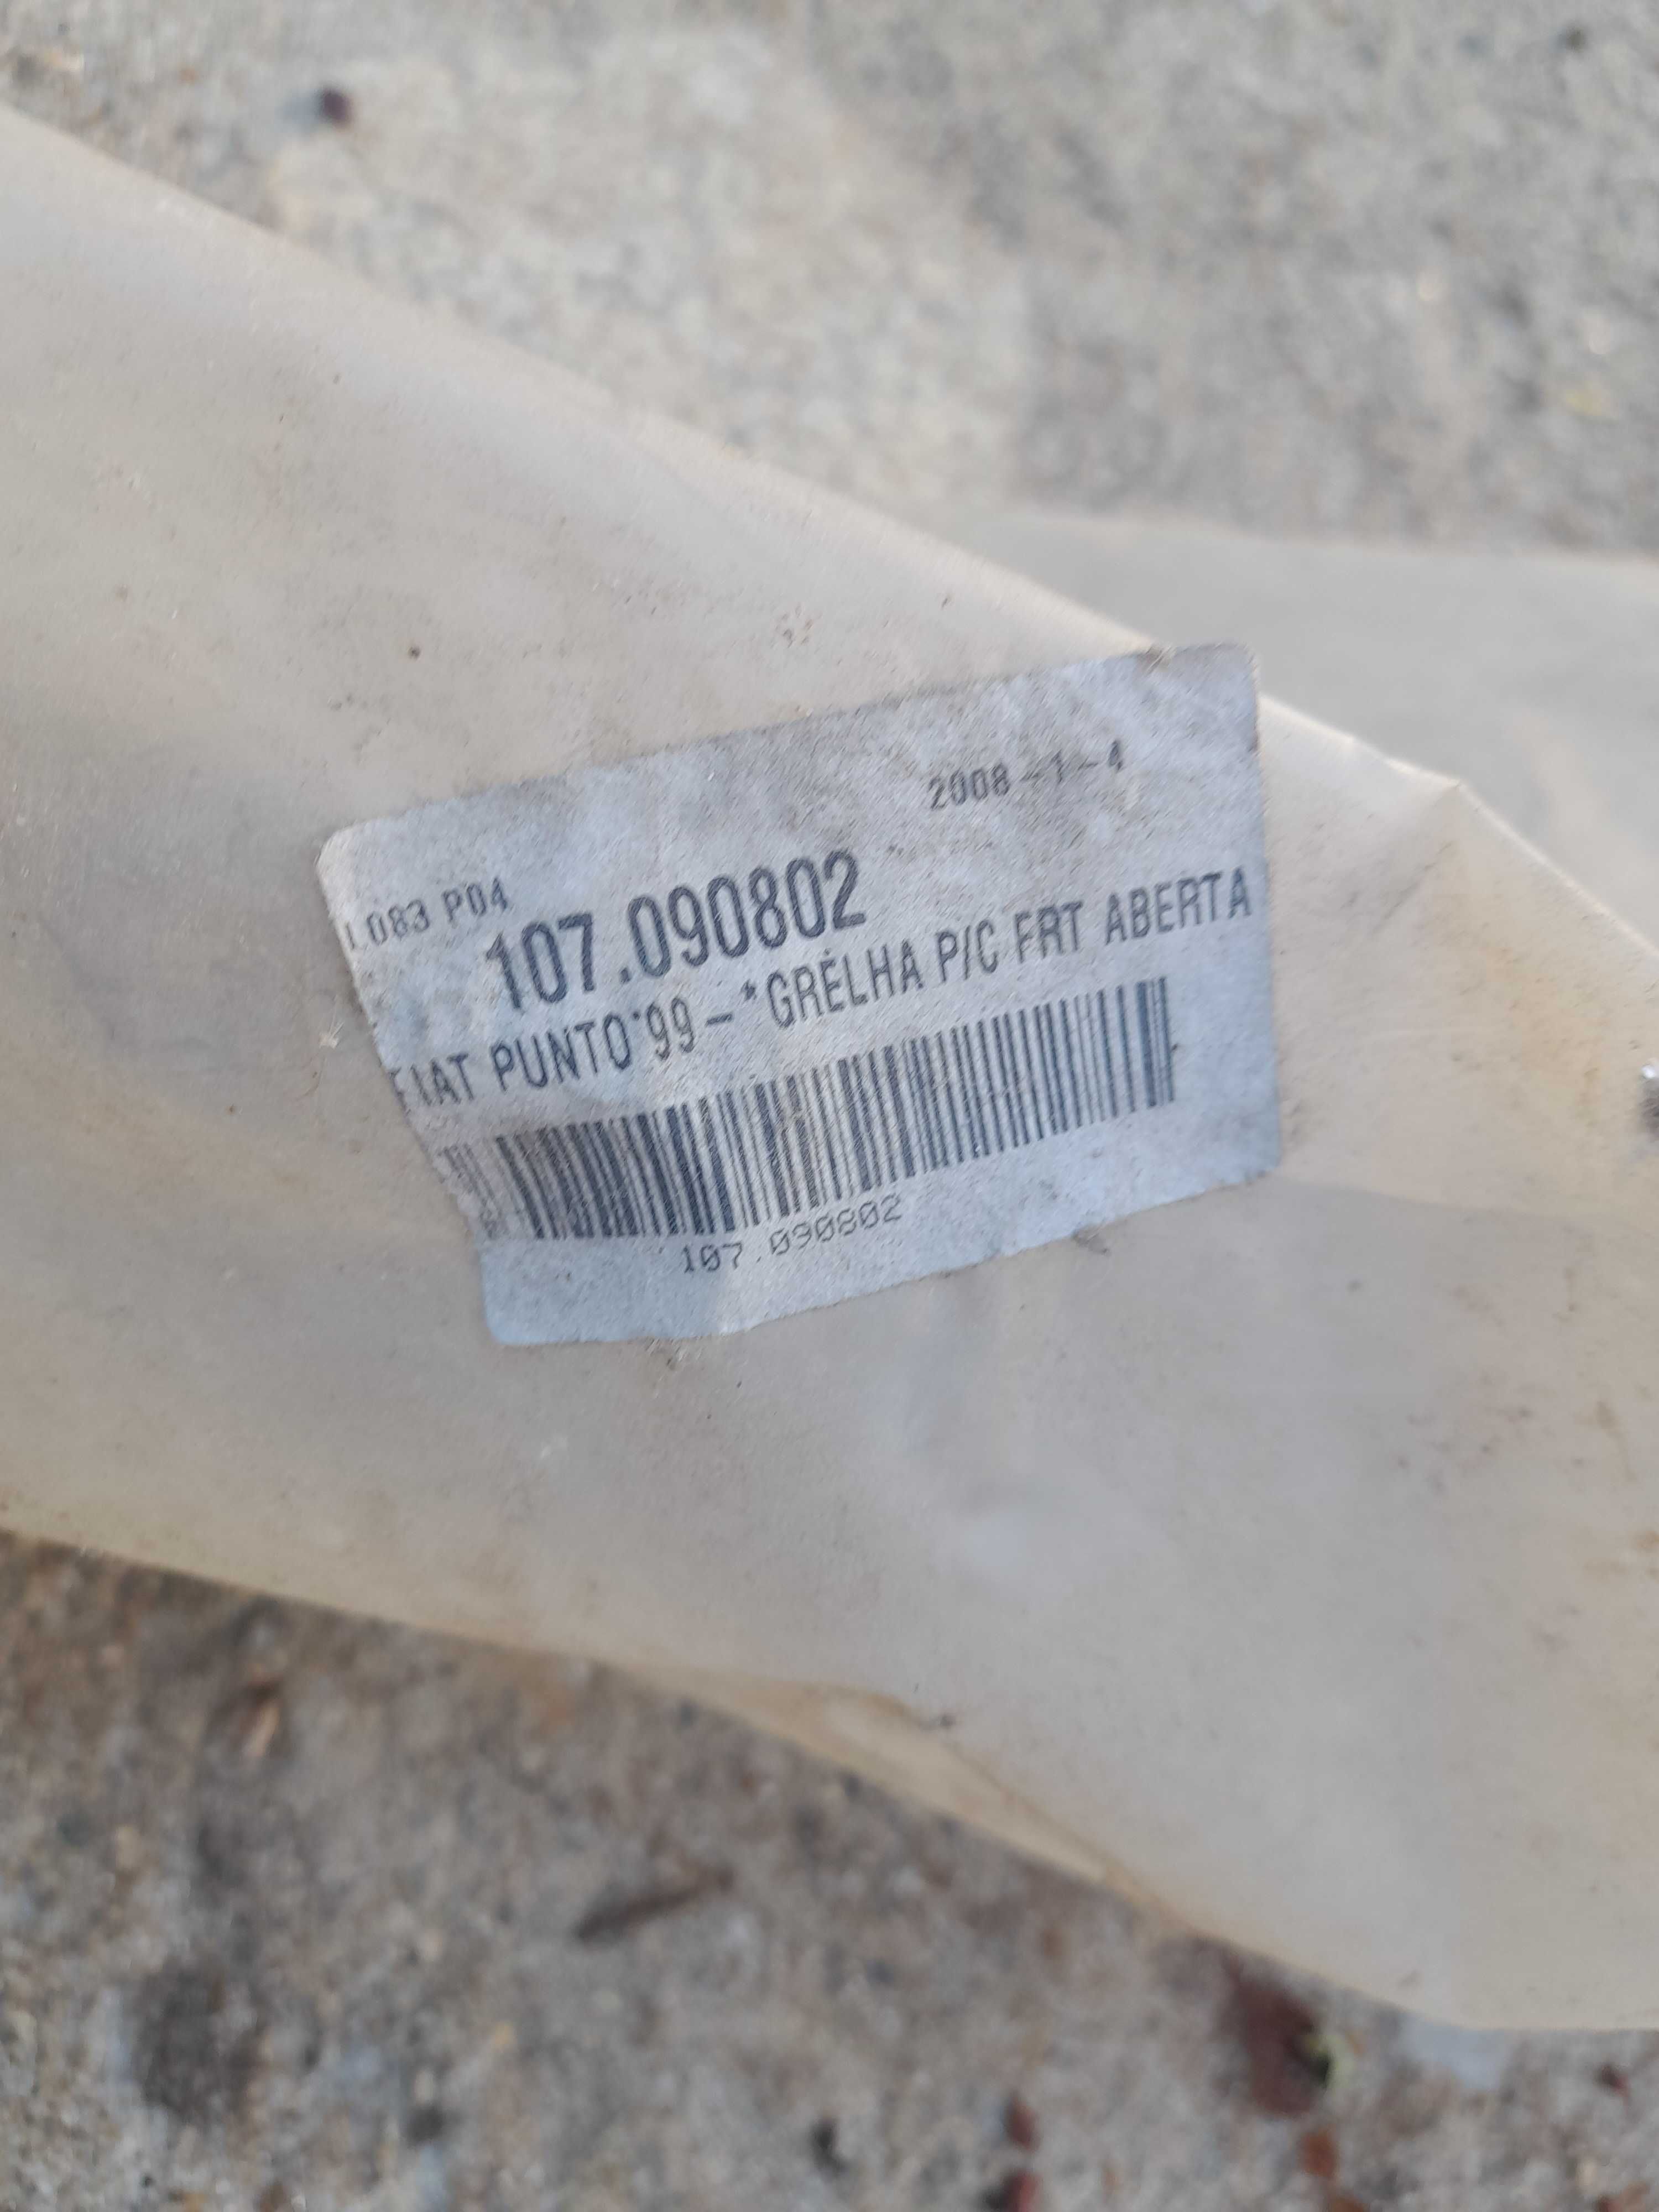 2008-1-4
L083 P04
107.090802
FIAT PUNTO'99-*GRELHA P/C FRT ABERTA
107.090802